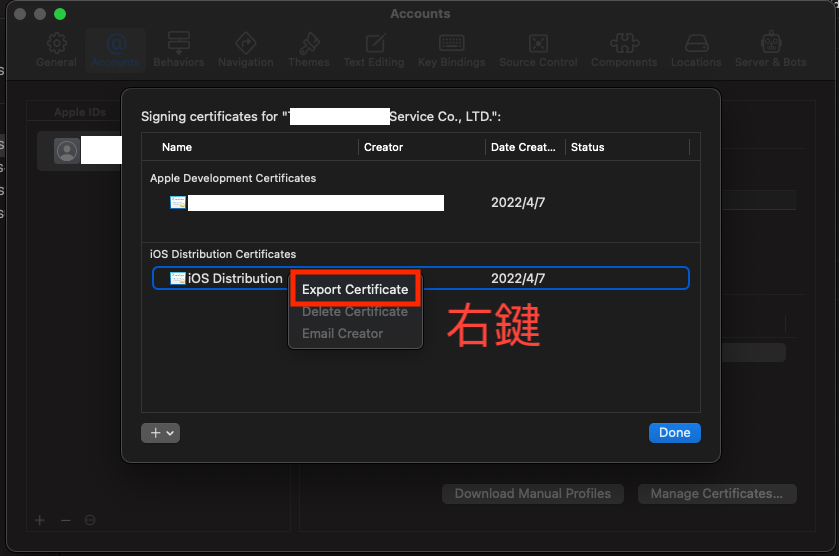 Accounts
General
Accounts
Behaviors
Navigation
Themes
Text Editing
Key Bindings
Source Control
Components
Locations
Server & Bots
Apple IDs
Signing certificates for "T
Service Co., LTD.":
Name
Creator
Date Creat...
Status
Apple Development Certificates
2022/4/7
iOS Distribution Certificates
iOS Distribution
2022/4/7
Export Certificate
Delete Certificate
Email Creator
右鍵
Done
Download Manual Profiles
Manage Certificates...